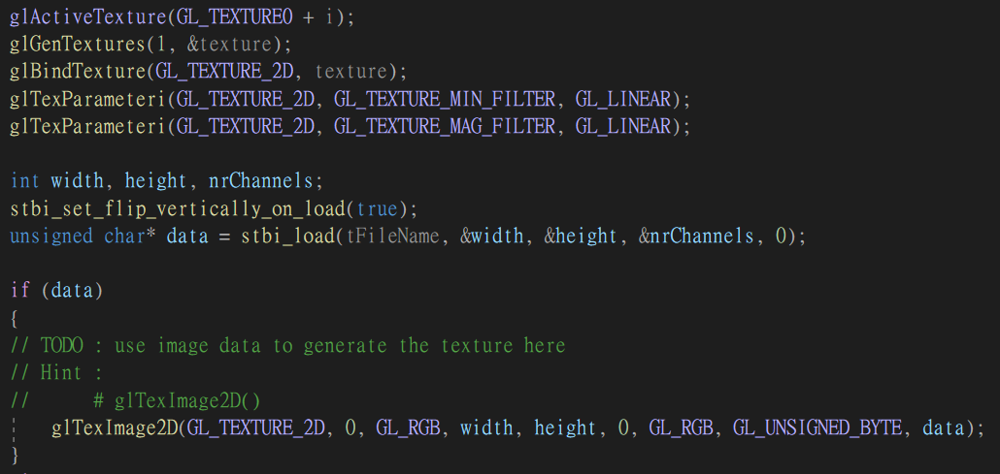 glActiveTexture(GL_TEXTURE0 + i);
glGenTextures(1, &texture);
glBindTexture(GL_TEXTURE_2D, texture);
glTexParameteri(GL_TEXTURE_2D, GL_TEXTURE_MIN_FILTER, GL_LINEAR);
glTexParameteri(GL_TEXTURE_2D, GL_TEXTURE_MAG_FILTER, GL_LINEAR);
int width, height, nrChannels;
stbi_set_flip_vertically_on_load(true);
unsigned char* data = stbi_load(tFileName, &width, &height, &nrChannels, 0);
if (data)
{
// TODO : use image data to generate the texture here
// Hint :
//      # glTexImage2D()
    glTexImage2D(GL_TEXTURE_2D, 0, GL_RGB, width, height, 0, GL_RGB, GL_UNSIGNED_BYTE, data);
}